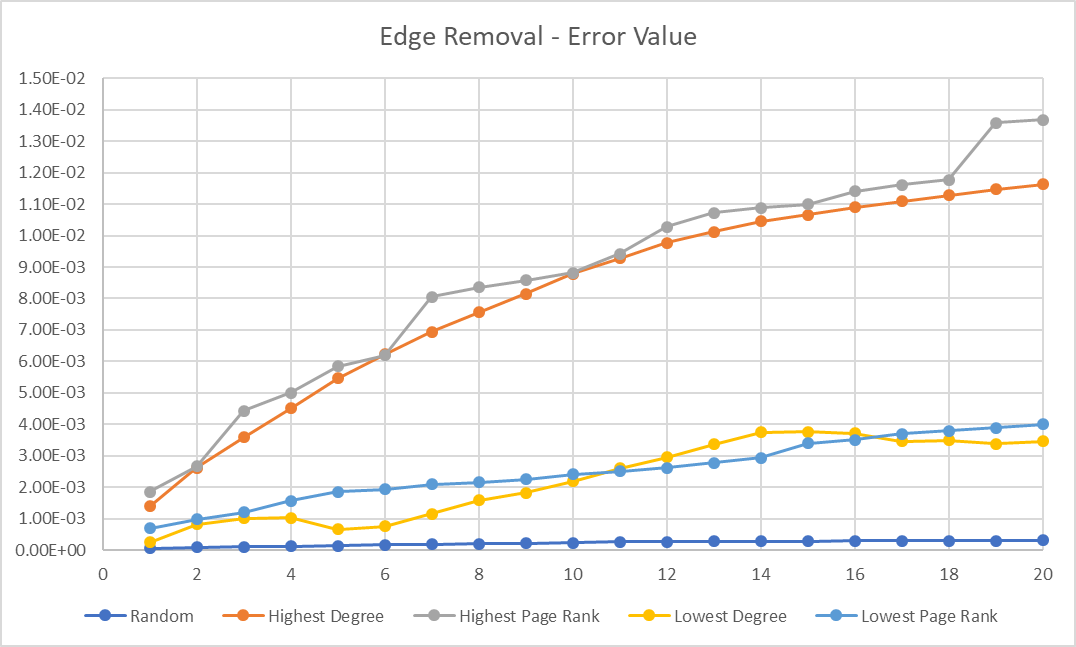 Edge Removal - Error Value
1.50E-02
1.40E-02
1.30E-02
1.20E-02
1.10E-02
1.00E-02
9.00E-03
8.00E-03
7.00E-03
6.00E-03
5.00E-03
4.00E-03
3.00E-03
2.00E-03
1.00E-03
0.00E+00
0 2 4 6 8 10 12 14 16 18 20
Random Highest Degree Highest Page Rank Lowest Degree Lowest Page Rank